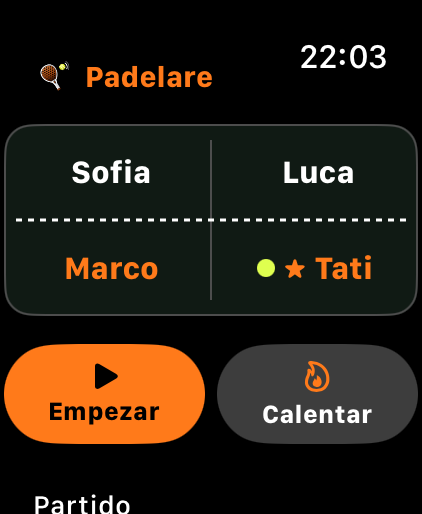 22:03
Padelare
Sofia Luca
Marco Tati
Empezar Calentar
Partido